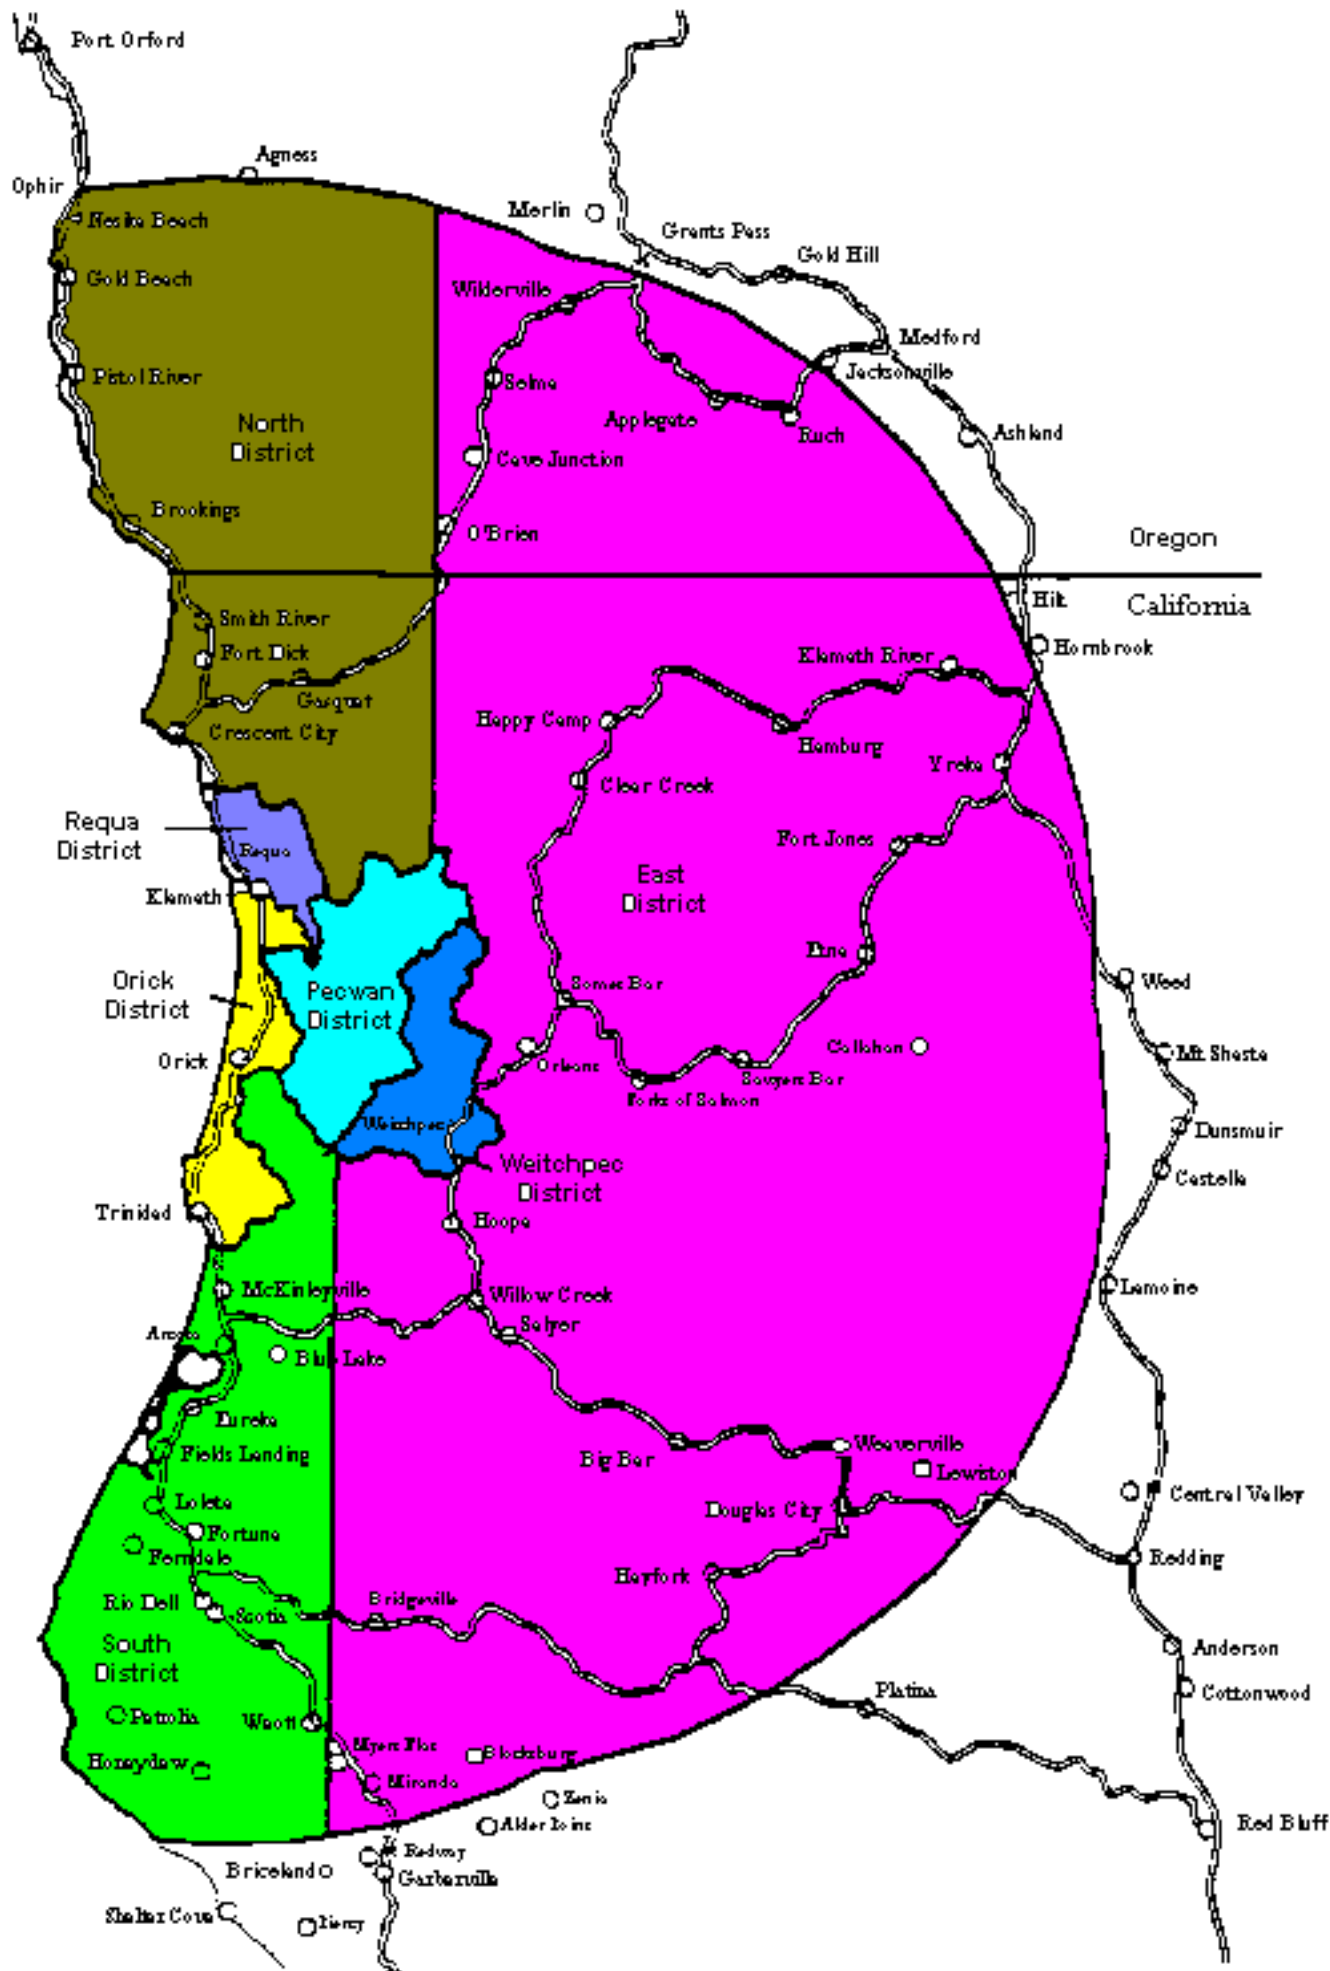 Port Orford
Agness
Ophir
Merlin
Nesika Beach
Grants Pass
Gold Hill
Gold Beach
Wilderville
Medford
Jacksonville
Pistol River
Selma
Applegate
Ruch
North
District
Ashland
Cave Junction
Brookings
O'Brien
Oregon
Hilt
California
Smith River
Hornbrook
Fort Dick
Klamath River
Gasquet
Happy Camp
Crescent City
Hamburg
Yreka
Clear Creek
Requa
District
Fort Jones
Requa
East
District
Klamath
Etna
Orick
District
Pecwan
District
Somes Bar
Weed
Orick
Orleans
Callahan
Mt Shasta
Sawyers Bar
Forks of Salmon
Weitchpec
Dunsmuir
Weitchpec
District
Castella
Trinidad
Hoopa
McKinleyville
Willow Creek
Lamoine
Salyer
Arcata
Blue Lake
Eureka
Fields Landing
Big Bar
Weaverville
Lewiston
Loleta
Douglas City
Central Valley
Fortuna
Ferndale
Redding
Hayfork
Rio Dell
Scotia
Bridgeville
South
District
Anderson
Platina
Cottonwood
Petrolia
Weott
Myers Flat
Blocksburg
Honeydew
Miranda
Zenia
Alder Point
Red Bluff
Redway
Briceland
Garberville
Shelter Cove
Piercy